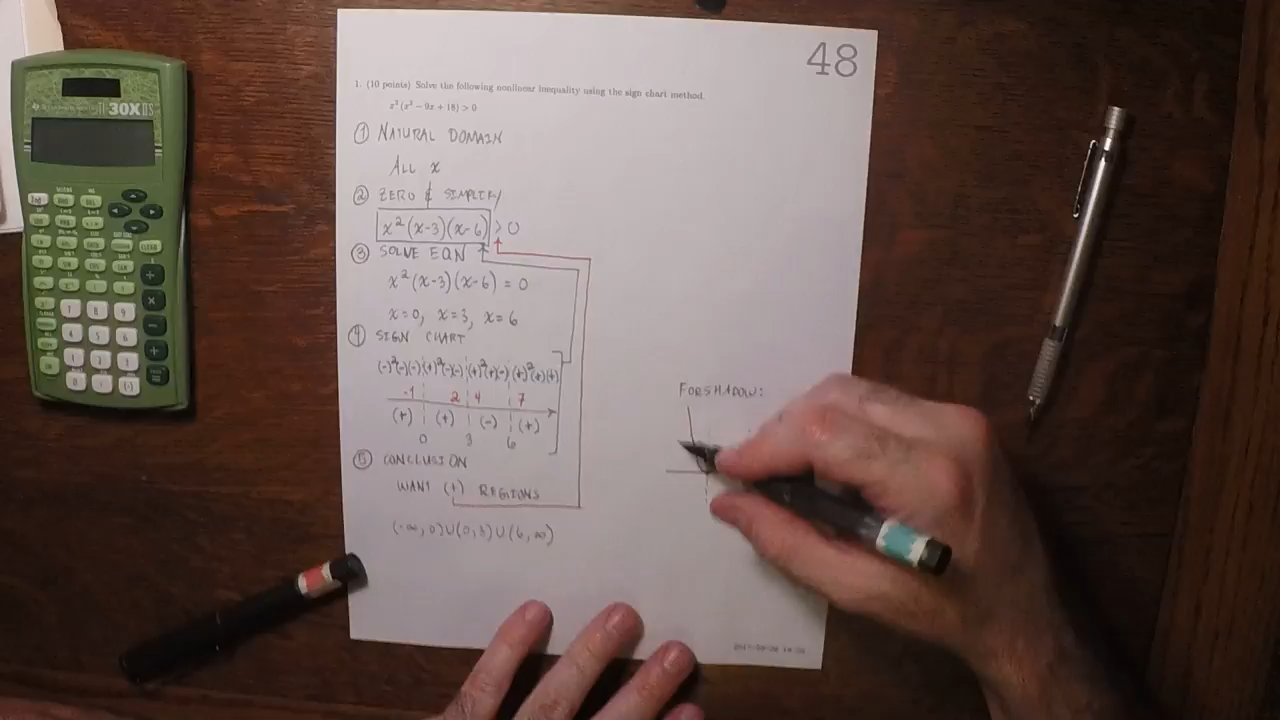 48
1. (10 points) Solve the following nonlinear inequality using the sign chart method.
x²(x² − 9x + 18) > 0
① NATURAL DOMAIN
ALL x
② ZERO & SIMPLIFY
x²(x-3)(x-6) > 0
③ SOLVE EQN
x²(x-3)(x-6) = 0
x=0, x=3, x=6
④ SIGN CHART
(-)²(-)(-) (+)²(-)(-) (+)²(+)(-) (+)²(+)(+)
-1 2 4 7
(+) (+) (-) (+)
0 3 6
⑤ CONCLUSION
WANT (+) REGIONS
(-∞,0)∪(0,3)∪(6,∞)
FORSHADOW:
TI-30X IIS